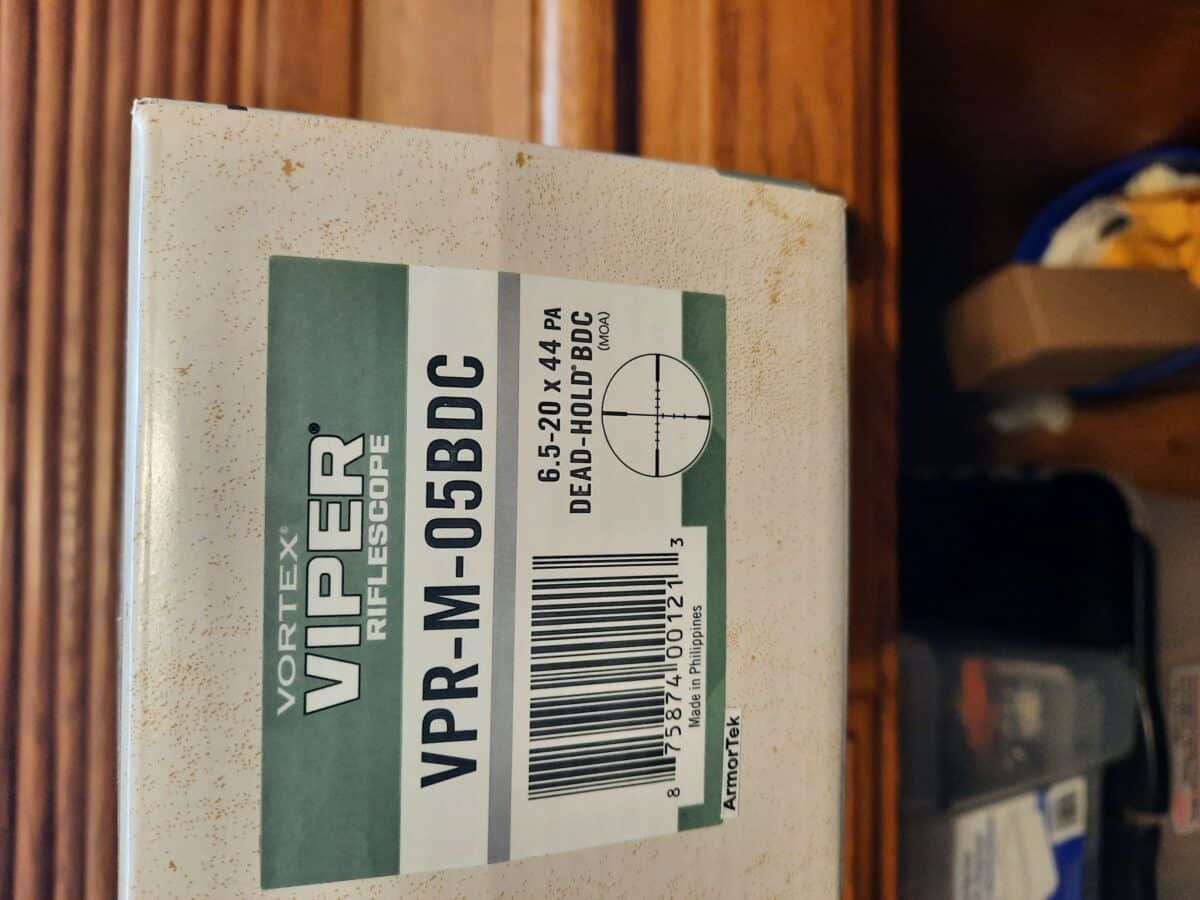 VORTEX®
VIPER®
RIFLESCOPE
VPR-M-05BDC
6.5-20 x 44 PA
DEAD-HOLD® BDC
(MOA)
8 75874 00121 3
Made in Philippines
ArmorTek